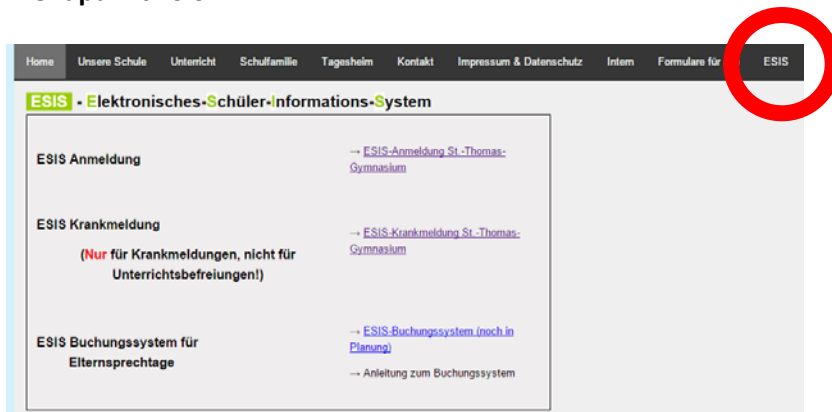 Home Unsere Schule Unterricht Schulfamilie Tagesheim Kontakt Impressum & Datenschutz Intern Formulare für ESIS
ESIS - Elektronisches-Schüler-Informations-System
ESIS Anmeldung
→ ESIS-Anmeldung St.-Thomas-
Gymnasium
ESIS Krankmeldung
(Nur für Krankmeldungen, nicht für
Unterrichtsbefreiungen!)
→ ESIS-Krankmeldung St.-Thomas-
Gymnasium
ESIS Buchungssystem für
Elternsprechtage
→ ESIS-Buchungssystem (noch in
Planung)
→ Anleitung zum Buchungssystem